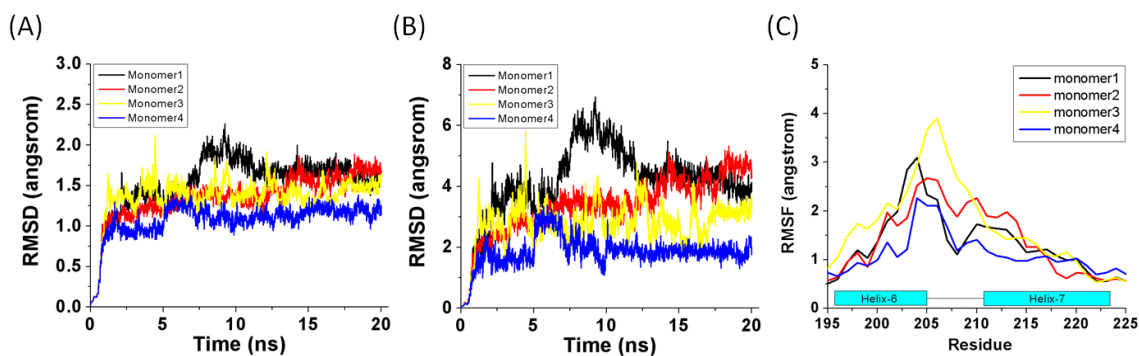 (A)
RMSD (angsrom)
3.0
2.5
2.0
1.5
1.0
0.5
0.0
Monomer1
Monomer2
Monomer3
Monomer4
0 5 10 15 20
Time (ns)
(B)
RMSD (angsrom)
8
6
4
2
0
Monomer1
Monomer2
Monomer3
Monomer4
0 5 10 15 20
Time (ns)
(C)
RMSF (angstrom)
5
4
3
2
1
0
monomer1
monomer2
monomer3
monomer4
Helix-6 Helix-7
195 200 205 210 215 220 225
Residue